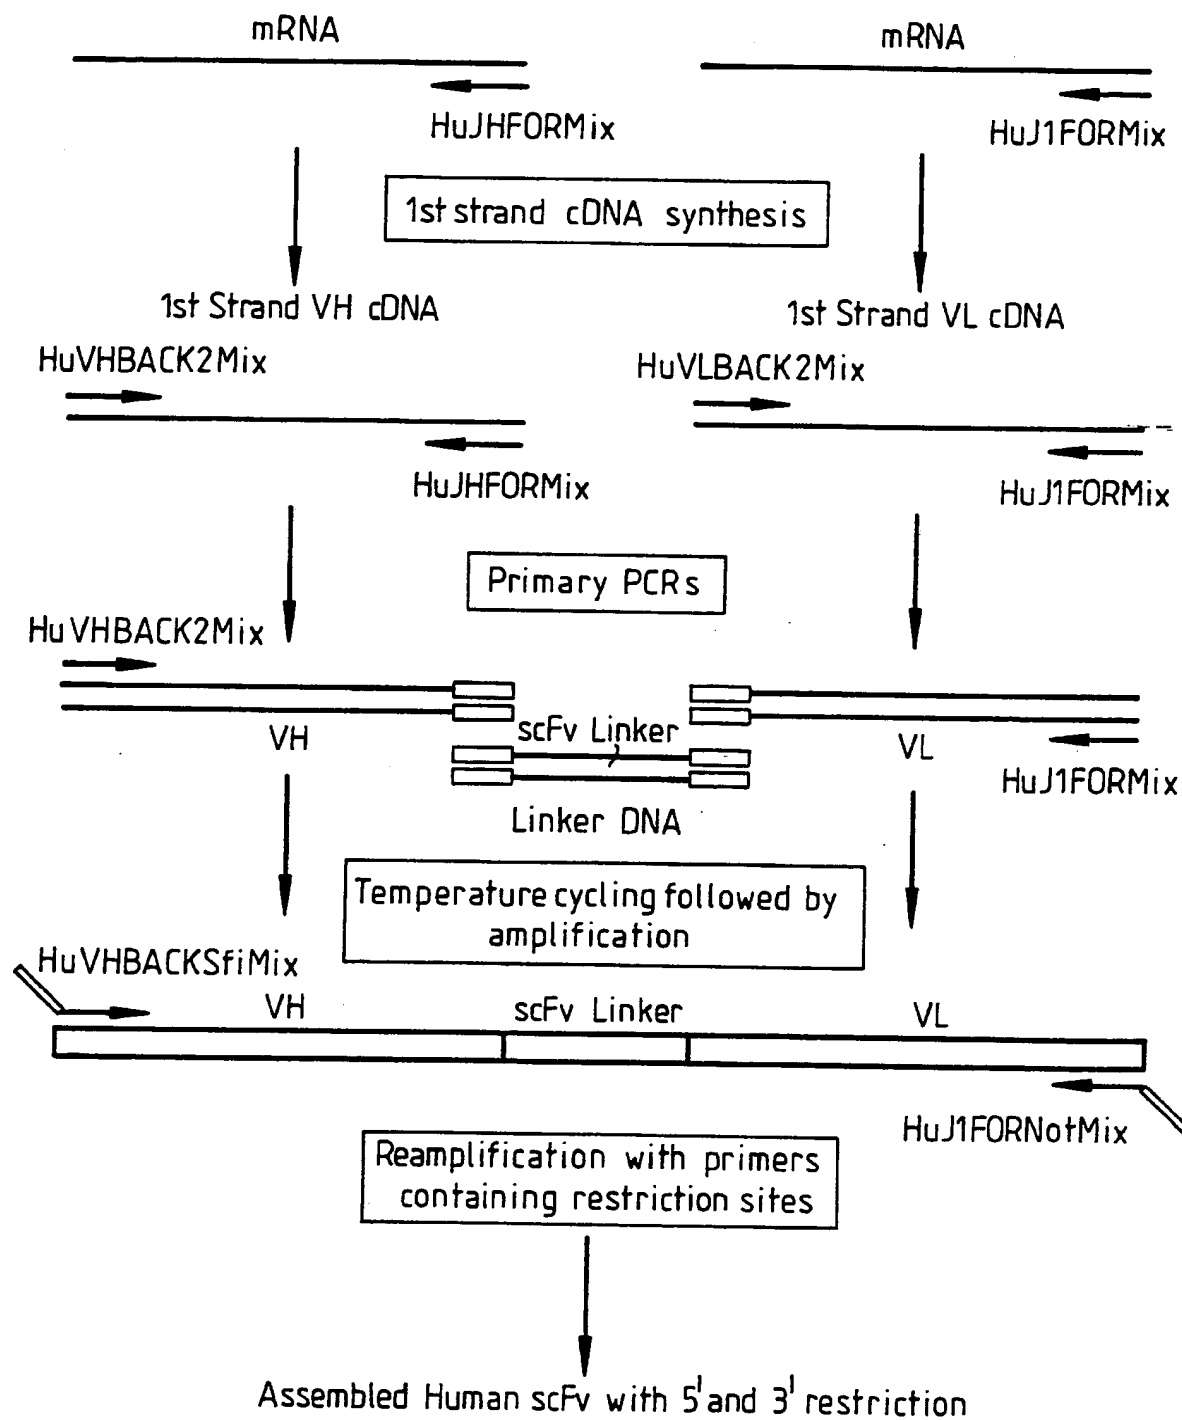 mRNA
mRNA
HuJHFORMix
HuJ1FORMix
1st strand cDNA synthesis
1st Strand VH cDNA
1st Strand VL cDNA
HuVHBACK2Mix
HuVLBACK2Mix
HuJHFORMix
HuJ1FORMix
Primary PCRs
HuVHBACK2Mix
VH
scFv Linker
VL
HuJ1FORMix
Linker DNA
Temperature cycling followed by
amplification
HuVHBACKSfiMix
VH
scFv Linker
VL
HuJ1FORNotMix
Reamplification with primers
containing restriction sites
Assembled Human scFv with 5' and 3' restriction